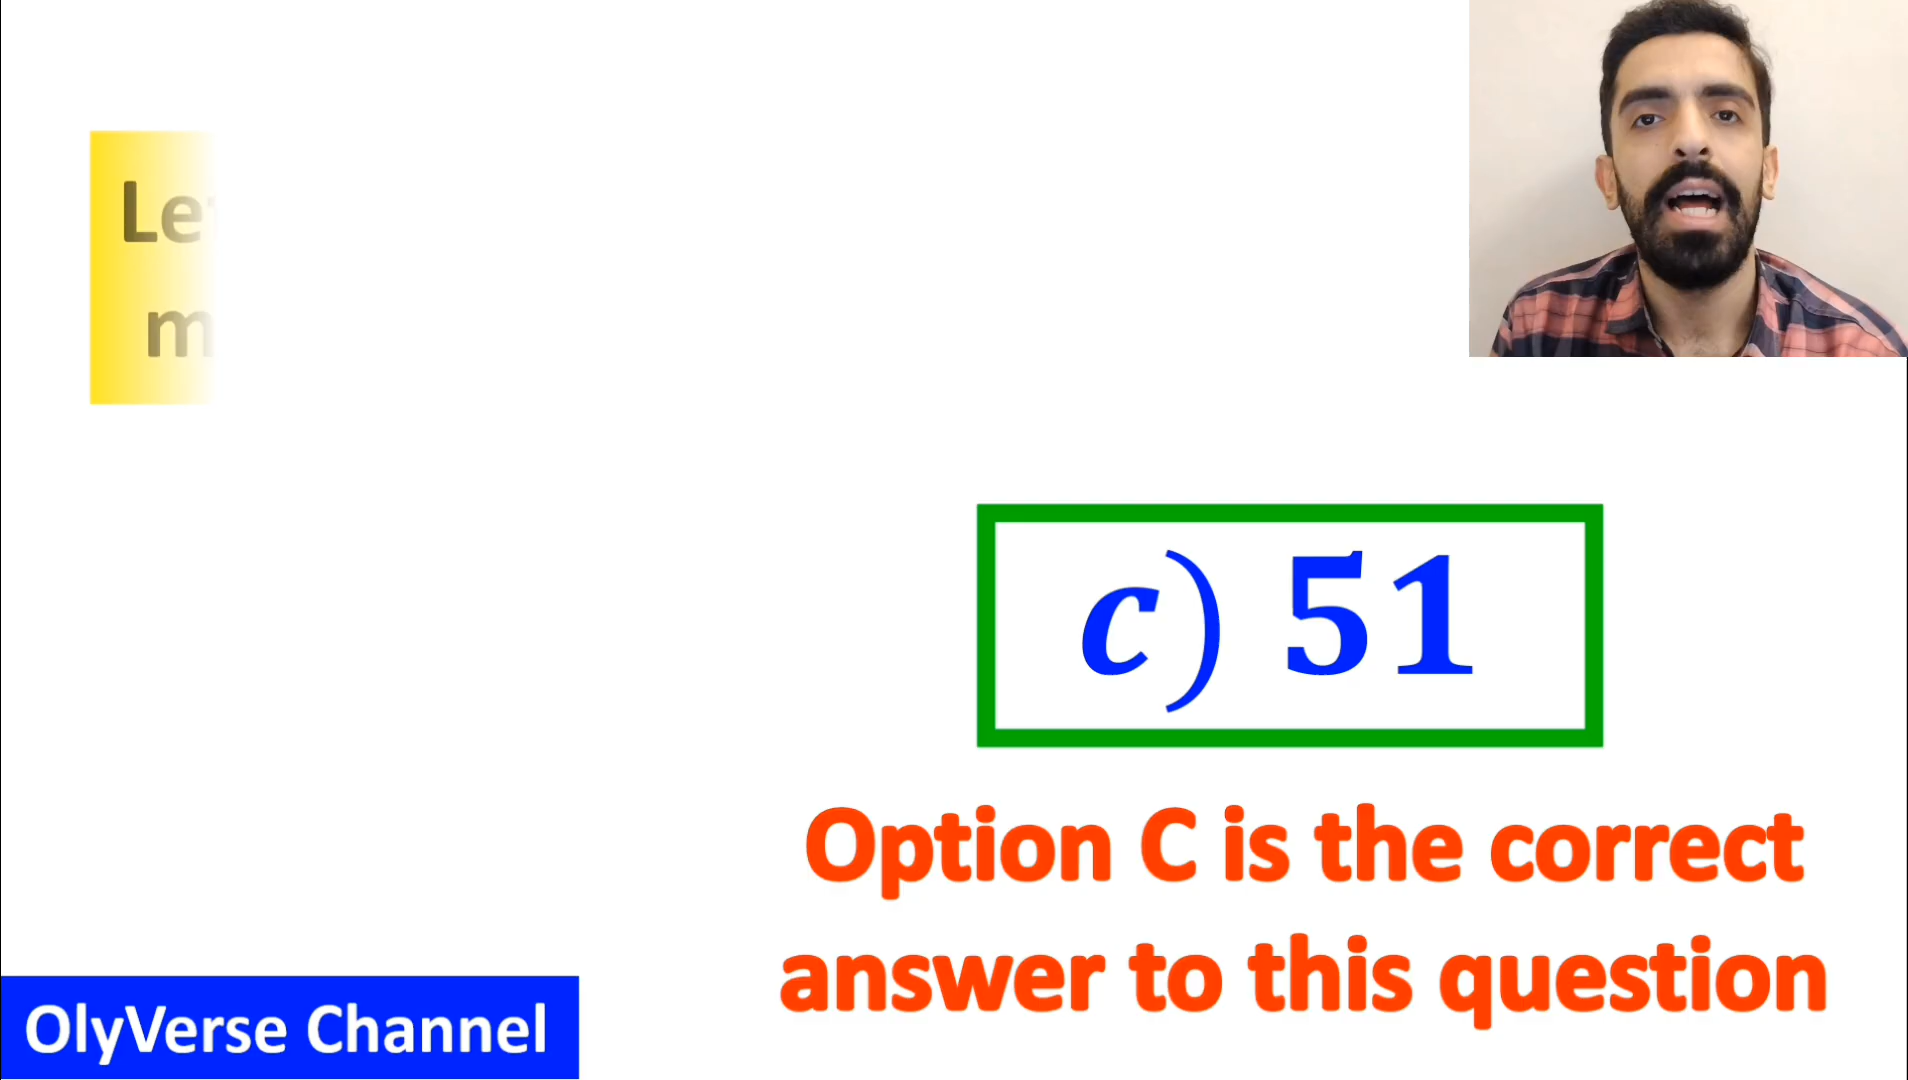 c) 51
Option C is the correct
answer to this question
OlyVerse Channel